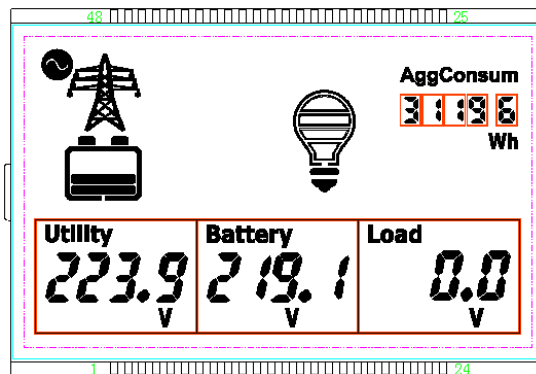 48 25
AggConsum
31196
Wh
Utility Battery Load
223.9 219.1 0.0
V V V
1 24